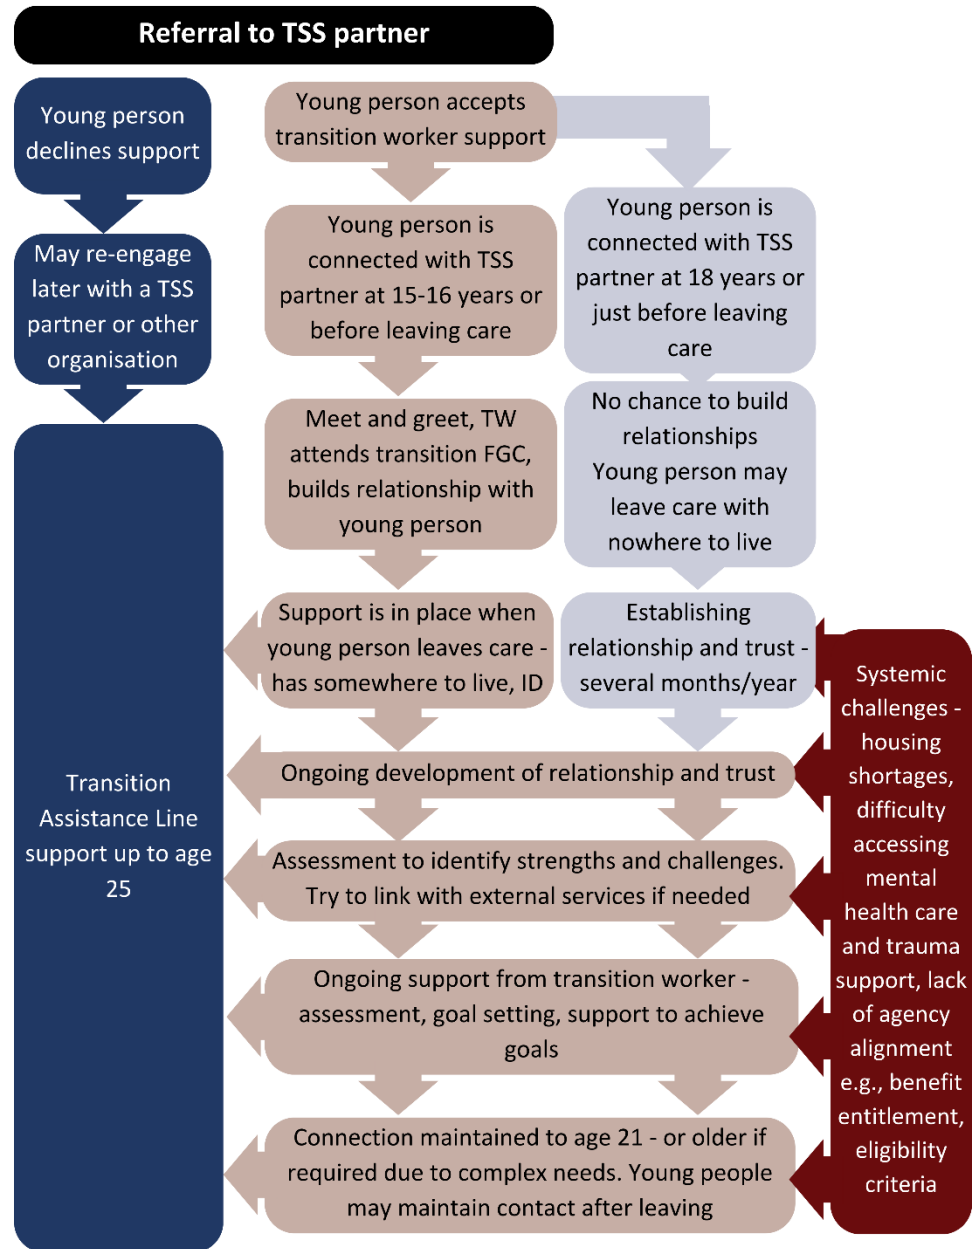 Referral to TSS partner
Young person
declines support
May re-engage
later with a TSS
partner or other
organisation
Transition
Assistance Line
support up to age
25
Young person accepts
transition worker support
Young person is
connected with TSS
partner at 15-16 years or
before leaving care
Meet and greet, TW
attends transition FGC,
builds relationship with
young person
Support is in place when
young person leaves care -
has somewhere to live, ID
Young person is
connected with TSS
partner at 18 years or
just before leaving
care
No chance to build
relationships
Young person may
leave care with
nowhere to live
Establishing
relationship and trust -
several months/year
Ongoing development of relationship and trust
Assessment to identify strengths and challenges.
Try to link with external services if needed
Ongoing support from transition worker -
assessment, goal setting, support to achieve
goals
Connection maintained to age 21 - or older if
required due to complex needs. Young people
may maintain contact after leaving
Systemic
challenges -
housing
shortages,
difficulty
accessing
mental
health care
and trauma
support, lack
of agency
alignment
e.g., benefit
entitlement,
eligibility
criteria